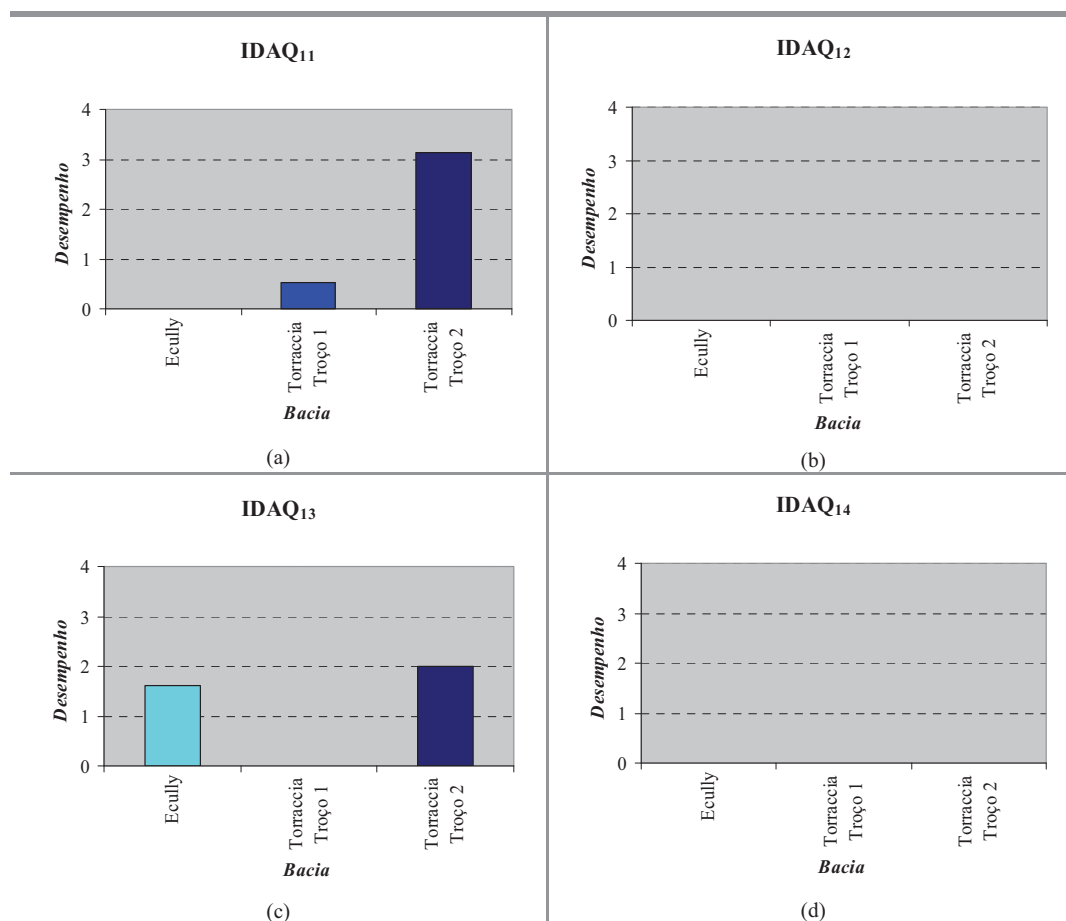 IDAQ11
4
3
2
1
0
Desempenho
Ecully
Torraccia
Troço 1
Torraccia
Troço 2
Bacia
(a)
IDAQ12
4
3
2
1
0
Desempenho
Ecully
Torraccia
Troço 1
Torraccia
Troço 2
Bacia
(b)
IDAQ13
4
3
2
1
0
Desempenho
Ecully
Torraccia
Troço 1
Torraccia
Troço 2
Bacia
(c)
IDAQ14
4
3
2
1
0
Desempenho
Ecully
Torraccia
Troço 1
Torraccia
Troço 2
Bacia
(d)